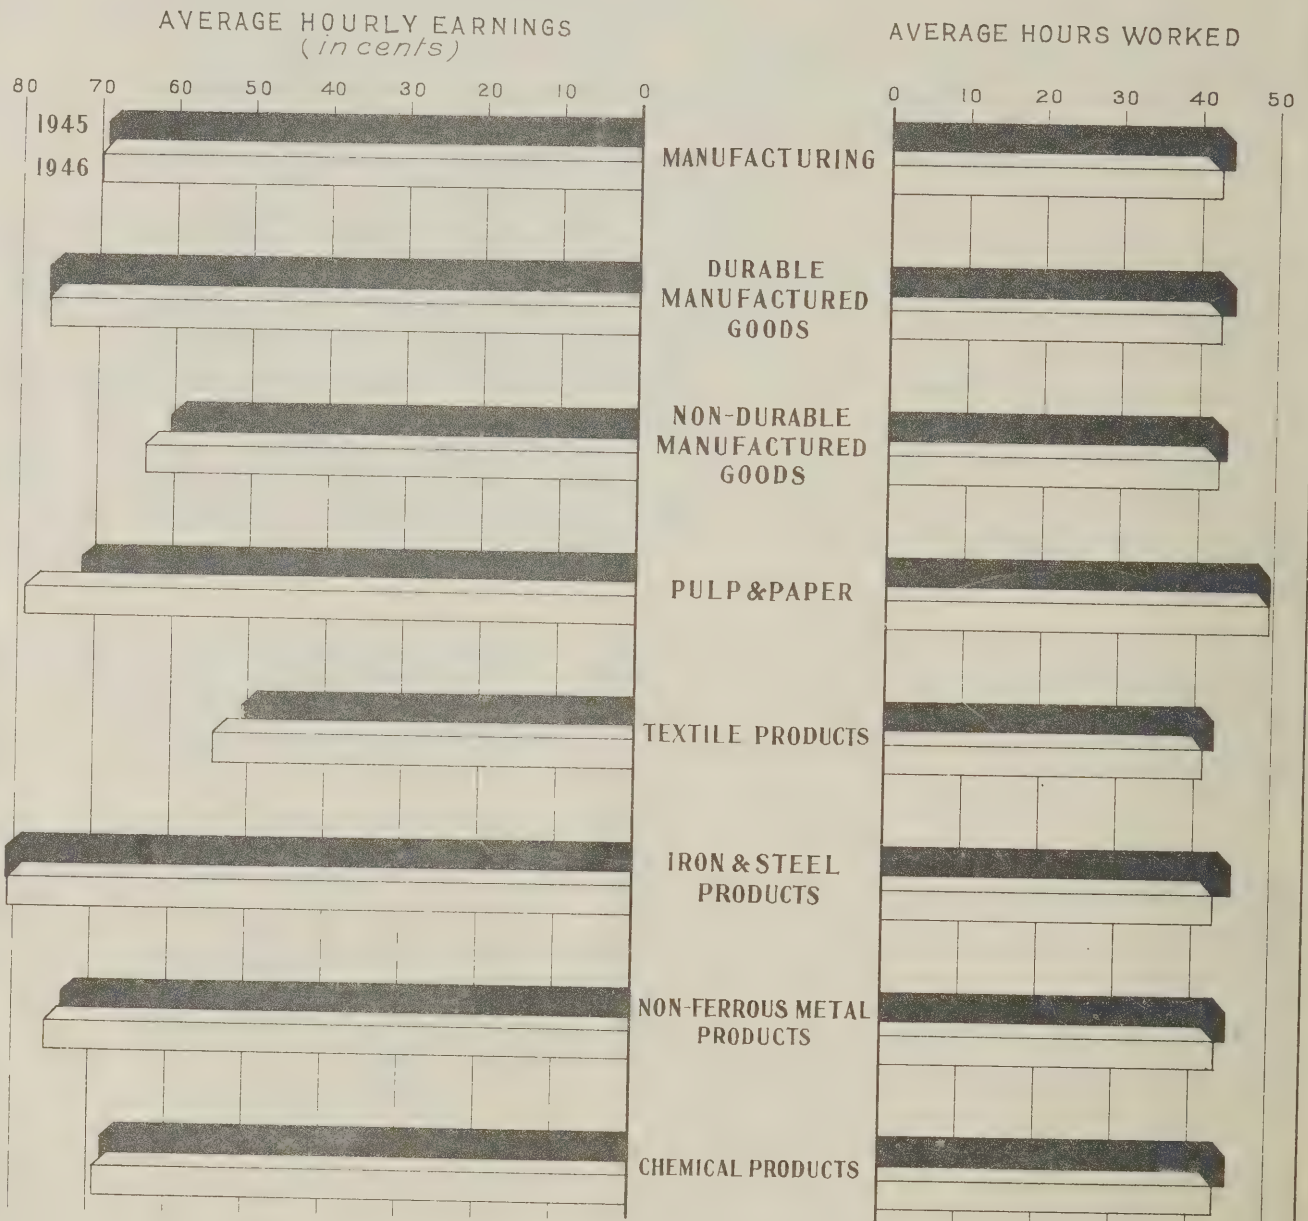 AVERAGE HOURLY EARNINGS
(in cents)
80 70 60 50 40 30 20 10 0
1945
1946
AVERAGE HOURS WORKED
0 10 20 30 40 50
MANUFACTURING
DURABLE
MANUFACTURED
GOODS
NON-DURABLE
MANUFACTURED
GOODS
PULP & PAPER
TEXTILE PRODUCTS
IRON & STEEL
PRODUCTS
NON-FERROUS METAL
PRODUCTS
CHEMICAL PRODUCTS